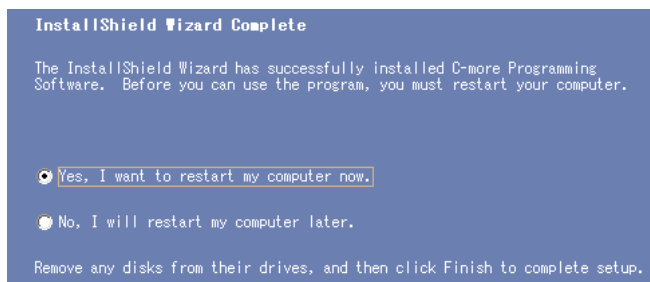 InstallShield Wizard Complete
The InstallShield Wizard has successfully installed C-more Programming
Software.  Before you can use the program, you must restart your computer.
Yes, I want to restart my computer now.
No, I will restart my computer later.
Remove any disks from their drives, and then click Finish to complete setup.